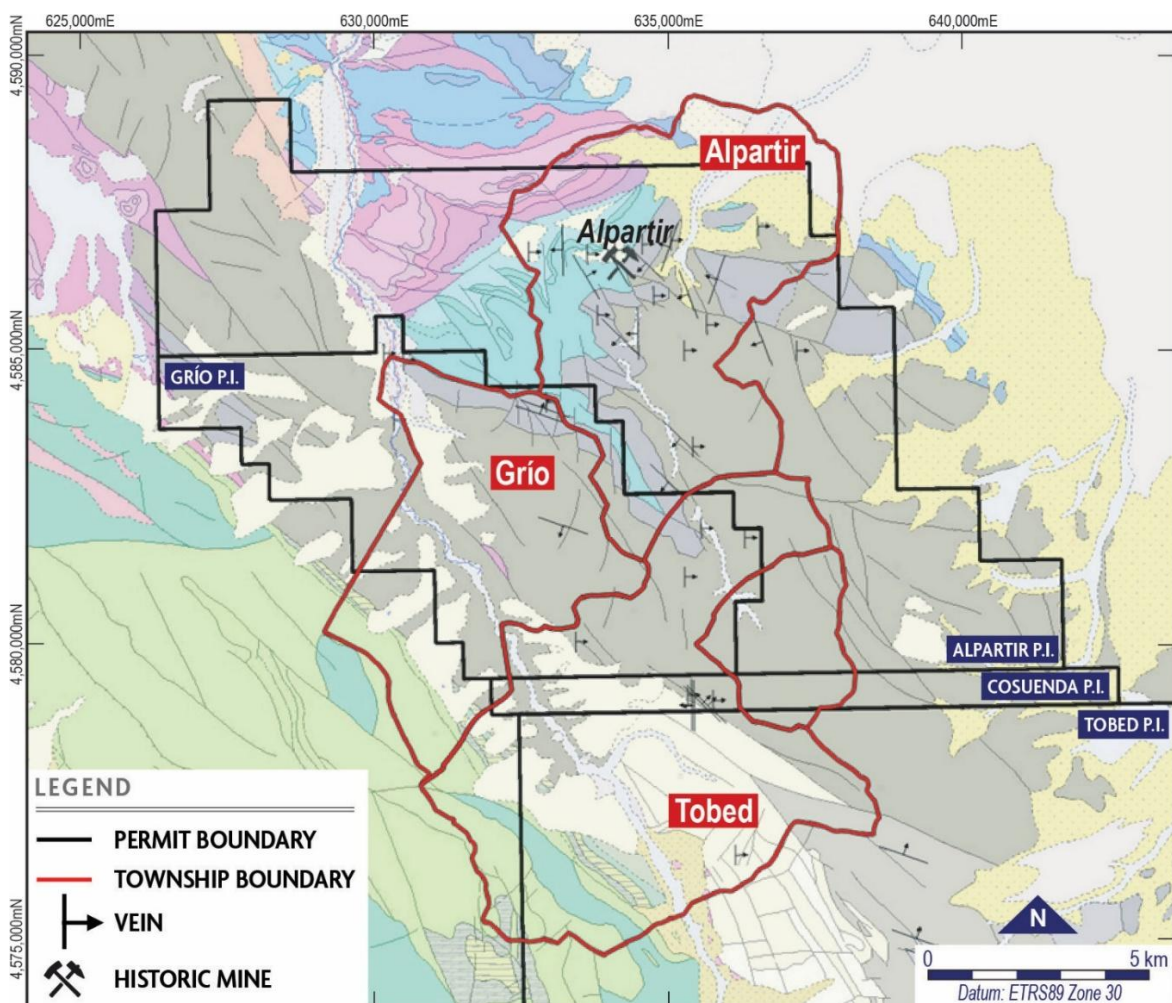 625,000mE
630,000mE
635,000mE
640,000mE
4,590,000mN
4,585,000mN
4,580,000mN
4,575,000mN
Alpartir
Alpartir
GRÍO P.I.
Grío
ALPARTIR P.I.
COSUENDA P.I.
TOBED P.I.
Tobed
LEGEND
PERMIT BOUNDARY
TOWNSHIP BOUNDARY
VEIN
HISTORIC MINE
N
0 5 km
Datum: ETRS89 Zone 30